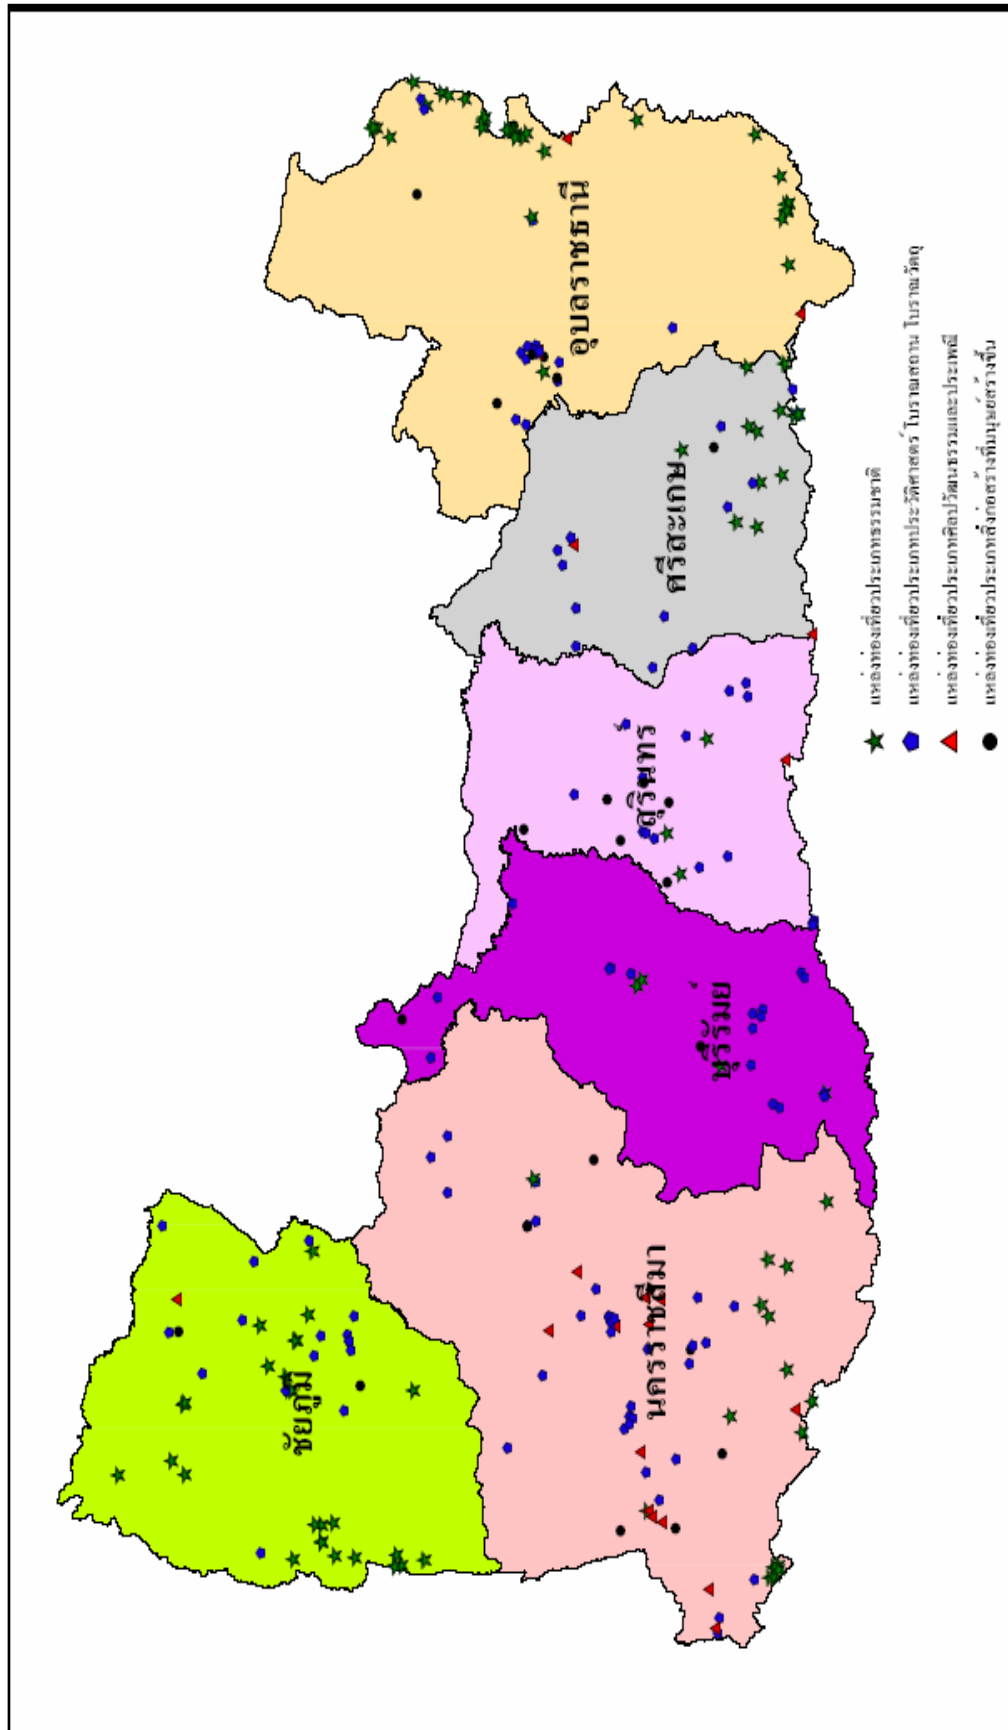 อุบลราชธานี
ศรีสะเกษ
สุรินทร์
บุรีรัมย์
นครราชสีมา
ชัยภูมิ
แหล่งท่องเที่ยวประเภทธรรมชาติ
แหล่งท่องเที่ยวประเภทประวัติศาสตร์ โบราณสถาน โบราณวัตถุ
แหล่งท่องเที่ยวประเภทศิลปวัฒนธรรมและประเพณี
แหล่งท่องเที่ยวประเภทสิ่งก่อสร้างที่มนุษย์สร้างขึ้น